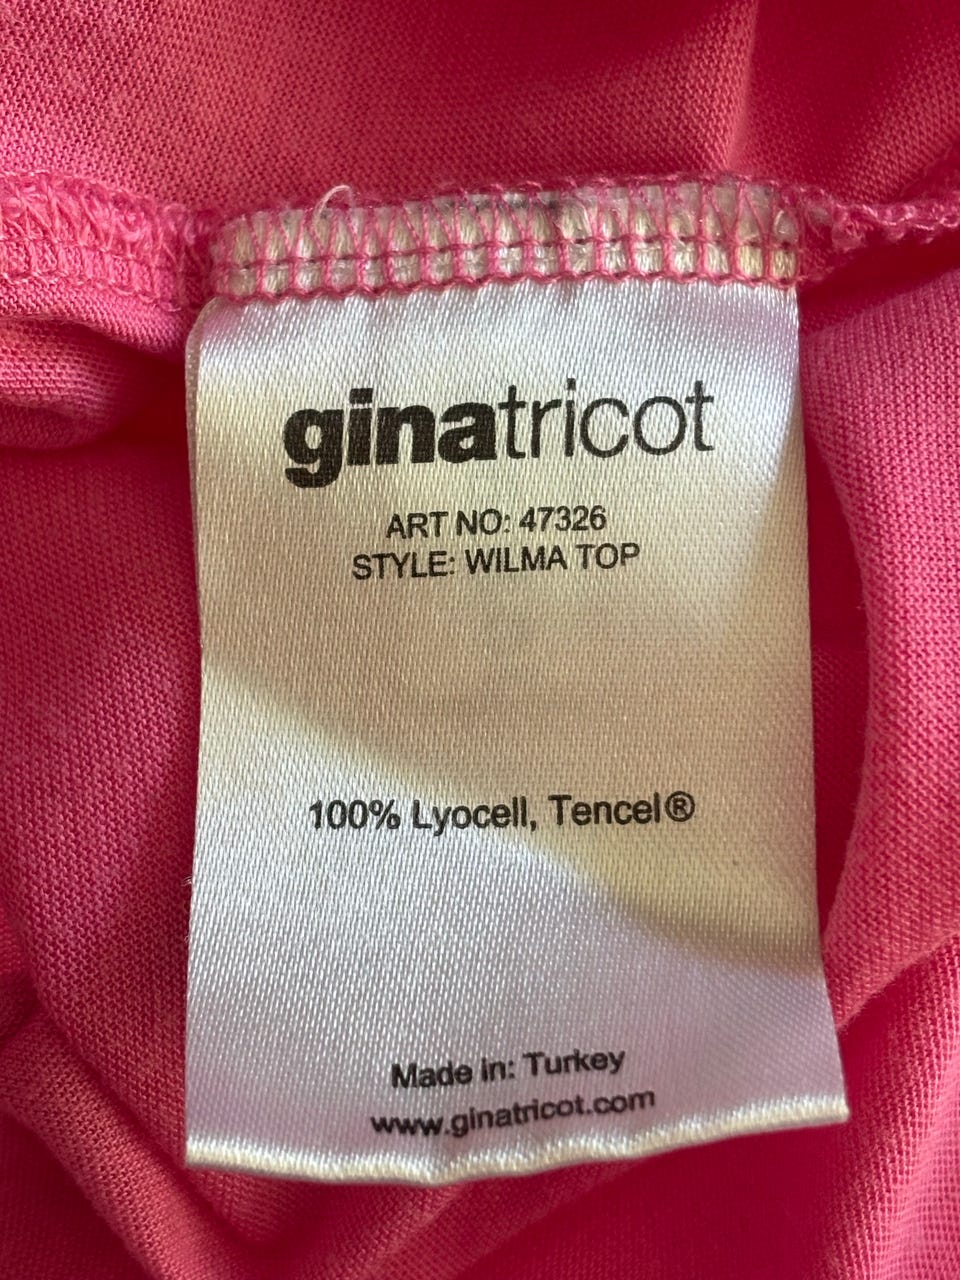 ginatricot
ART NO: 47326
STYLE: WILMA TOP
100% Lyocell, Tencel®
Made in: Turkey
www.ginatricot.com